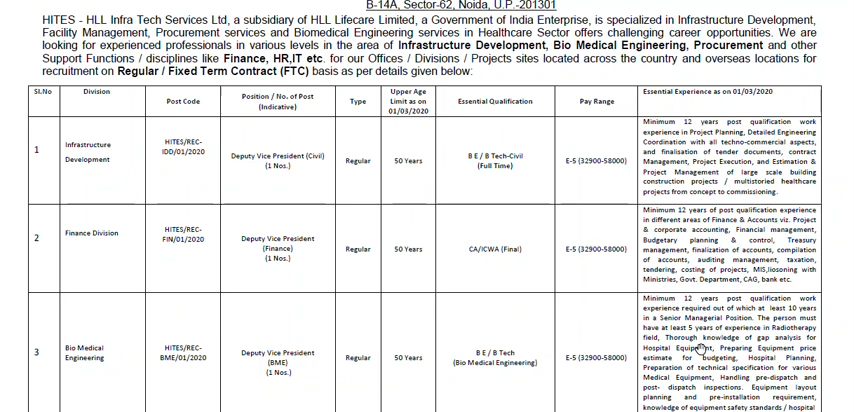 B-14A, Sector-62, Noida, U.P.-201301
HITES - HLL Infra Tech Services Ltd, a subsidiary of HLL Lifecare Limited, a Government of India Enterprise, is specialized in Infrastructure Development,
Facility Management, Procurement services and Biomedical Engineering services in Healthcare Sector offers challenging career opportunities. We are
looking for experienced professionals in various levels in the area of Infrastructure Development, Bio Medical Engineering, Procurement and other
Support Functions / disciplines like Finance, HR,IT etc. for our Offices / Divisions / Projects sites located across the country and overseas locations for
recruitment on Regular / Fixed Term Contract (FTC) basis as per details given below:
Sl.No
Division
Post Code
Position / No. of Post
(Indicative)
Type
Upper Age
Limit as on
01/03/2020
Essential Qualification
Pay Range
Essential Experience as on 01/03/2020
1
Infrastructure
Development
HITES/REC-
IDD/01/2020
Deputy Vice President (Civil)
(1 Nos.)
Regular
50 Years
B E / B Tech-Civil
(Full Time)
E-5 (32900-58000)
Minimum 12 years post qualification work
experience in Project Planning, Detailed Engineering
Coordination with all techno-commercial aspects,
and finalisation of tender documents, contract
Management, Project Execution, and Estimation &
Project Management of large scale building
construction projects / multistoried healthcare
projects from concept to commissioning.
2
Finance Division
HITES/REC-
FIN/01/2020
Deputy Vice President
(Finance)
(1 Nos.)
Regular
50 Years
CA/ICWA (Final)
E-5 (32900-58000)
Minimum 12 years of post qualification experience
in different areas of Finance & Accounts viz. Project
& corporate accounting, Financial management,
Budgetary planning & control, Treasury
management, finalization of accounts, compilation
of accounts, auditing management, taxation,
tendering, costing of projects, MIS,liosoning with
Ministries, Govt. Department, CAG, bank etc.
3
Bio Medical
Engineering
HITES/REC-
BME/01/2020
Deputy Vice President
(BME)
(1 Nos.)
Regular
50 Years
B E / B Tech
(Bio Medical Engineering)
E-5 (32900-58000)
Minimum 12 years post qualification work
experience required out of which at least 10 years
in a Senior Managerial Position. The person must
have at least 5 years of experience in Radiotherapy
field, Thorough knowledge of gap analysis for
Hospital Equipment, Preparing Equipment price
estimate for budgeting, Hospital Planning,
Preparation of technical specification for various
Medical Equipment, Handling pre-dispatch and
post- dispatch inspections. Equipment layout
planning and pre-installation requirement,
knowledge of equipment safety standards / hospital